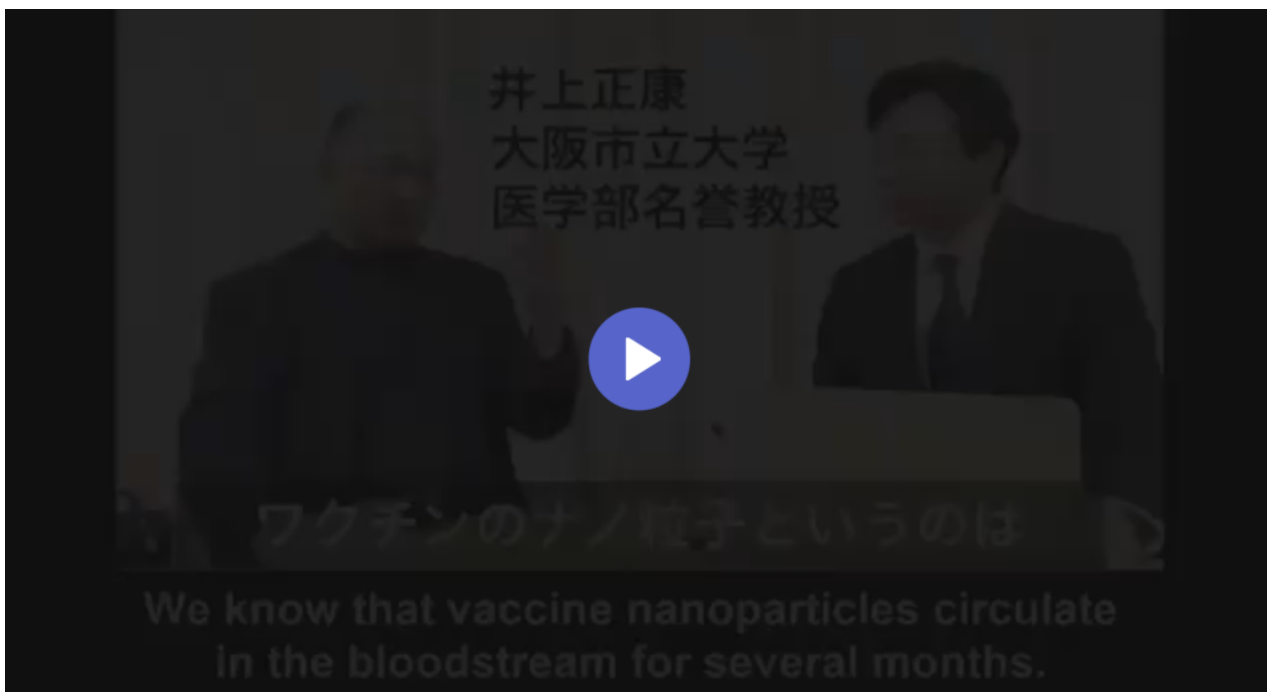 井上正康
大阪市立大学
医学部名誉教授
ワクチンのナノ粒子というのは
We know that vaccine nanoparticles circulate
in the bloodstream for several months.